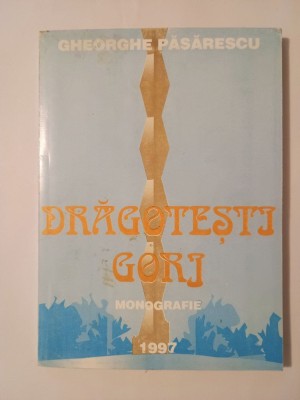 GHEORGHE PĂSĂRESCU
DRĂGOTEȘTI
GORJ
MONOGRAFIE
1997